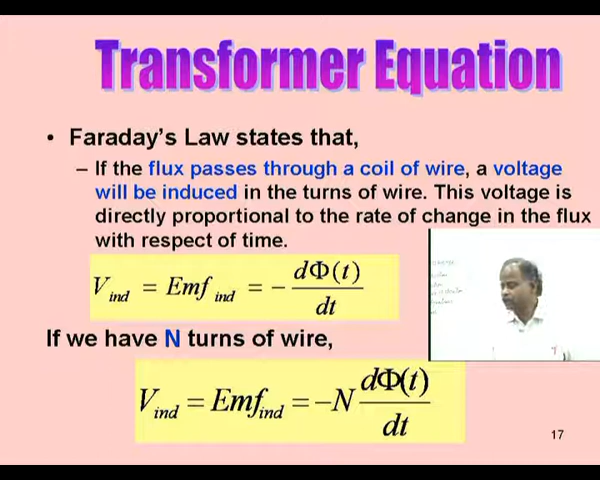 Transformer Equation
• Faraday's Law states that,
– If the flux passes through a coil of wire, a voltage
will be induced in the turns of wire. This voltage is
directly proportional to the rate of change in the flux
with respect of time.
V_ind = Emf_ind = − dΦ(t)/dt
If we have N turns of wire,
V_ind = Emf_ind = −N dΦ(t)/dt
17